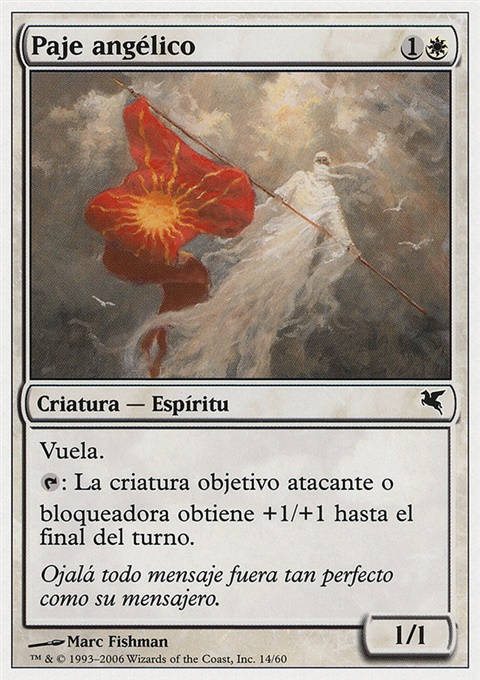 Paje angélico 1
Criatura — Espíritu
Vuela.
: La criatura objetivo atacante o
bloqueadora obtiene +1/+1 hasta el
final del turno.
Ojalá todo mensaje fuera tan perfecto
como su mensajero.
Marc Fishman
1/1
™ & © 1993–2006 Wizards of the Coast, Inc. 14/60